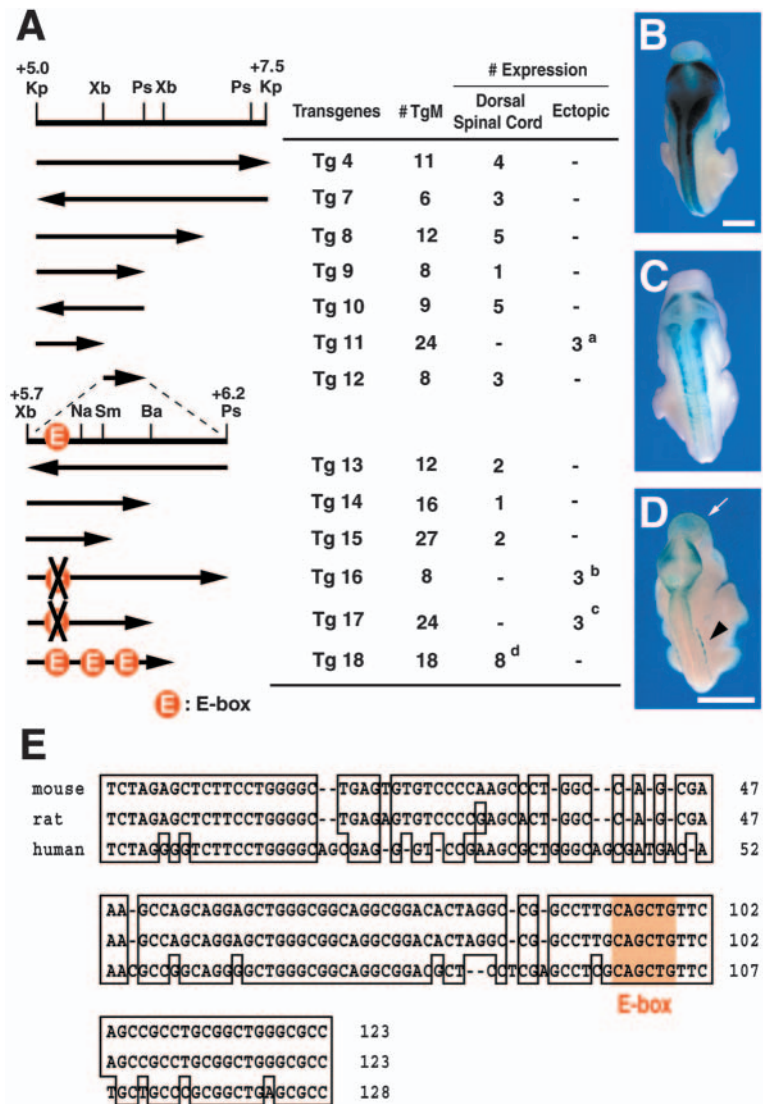 A
+5.0 +7.5
Kp Xb Ps Xb Ps Kp
# Expression
Transgenes # TgM Dorsal Spinal Cord Ectopic
Tg 4 11 4 -
Tg 7 6 3 -
Tg 8 12 5 -
Tg 9 8 1 -
Tg 10 9 5 -
Tg 11 24 - 3 a
Tg 12 8 3 -
+5.7 +6.2
Xb Na Sm Ba Ps
E
Tg 13 12 2 -
Tg 14 16 1 -
Tg 15 27 2 -
E Tg 16 8 - 3 b
E Tg 17 24 - 3 c
E E E Tg 18 18 8 d -
E : E-box
B
C
D
E
mouse TCTAGAGCTCTTCCTGGGGC--TGAGTGTGTCCCCAAGCCCT-GGC--C-A-G-CGA 47
rat TCTAGAGCTCTTCCTGGGGC--TGAGAGTGTCCCCGAGCACT-GGC--C-A-G-CGA 47
human TCTAGGGGTCTTCCTGGGGCAGCGAG-G-GT-CCGAAGCGCTGGGCAGCGATGAC-A 52
AA-GCCAGCAGGAGCTGGGCGGCAGGCGGACACTAGGC-CG-GCCTTGCAGCTGTTC 102
AA-GCCAGCAGGAGCTGGGCGGCAGGCGGACACTAGGC-CG-GCCTTGCAGCTGTTC 102
AACGCCGGCAGGGGCTGGGCGGCAGGCGGACGCT--CCTCGAGCCTCGCAGCTGTTC 107
E-box
AGCCGCCTGCGGCTGGGCGCC 123
AGCCGCCTGCGGCTGGGCGCC 123
TGCTGCCCGCGGCTGAGCGCC 128